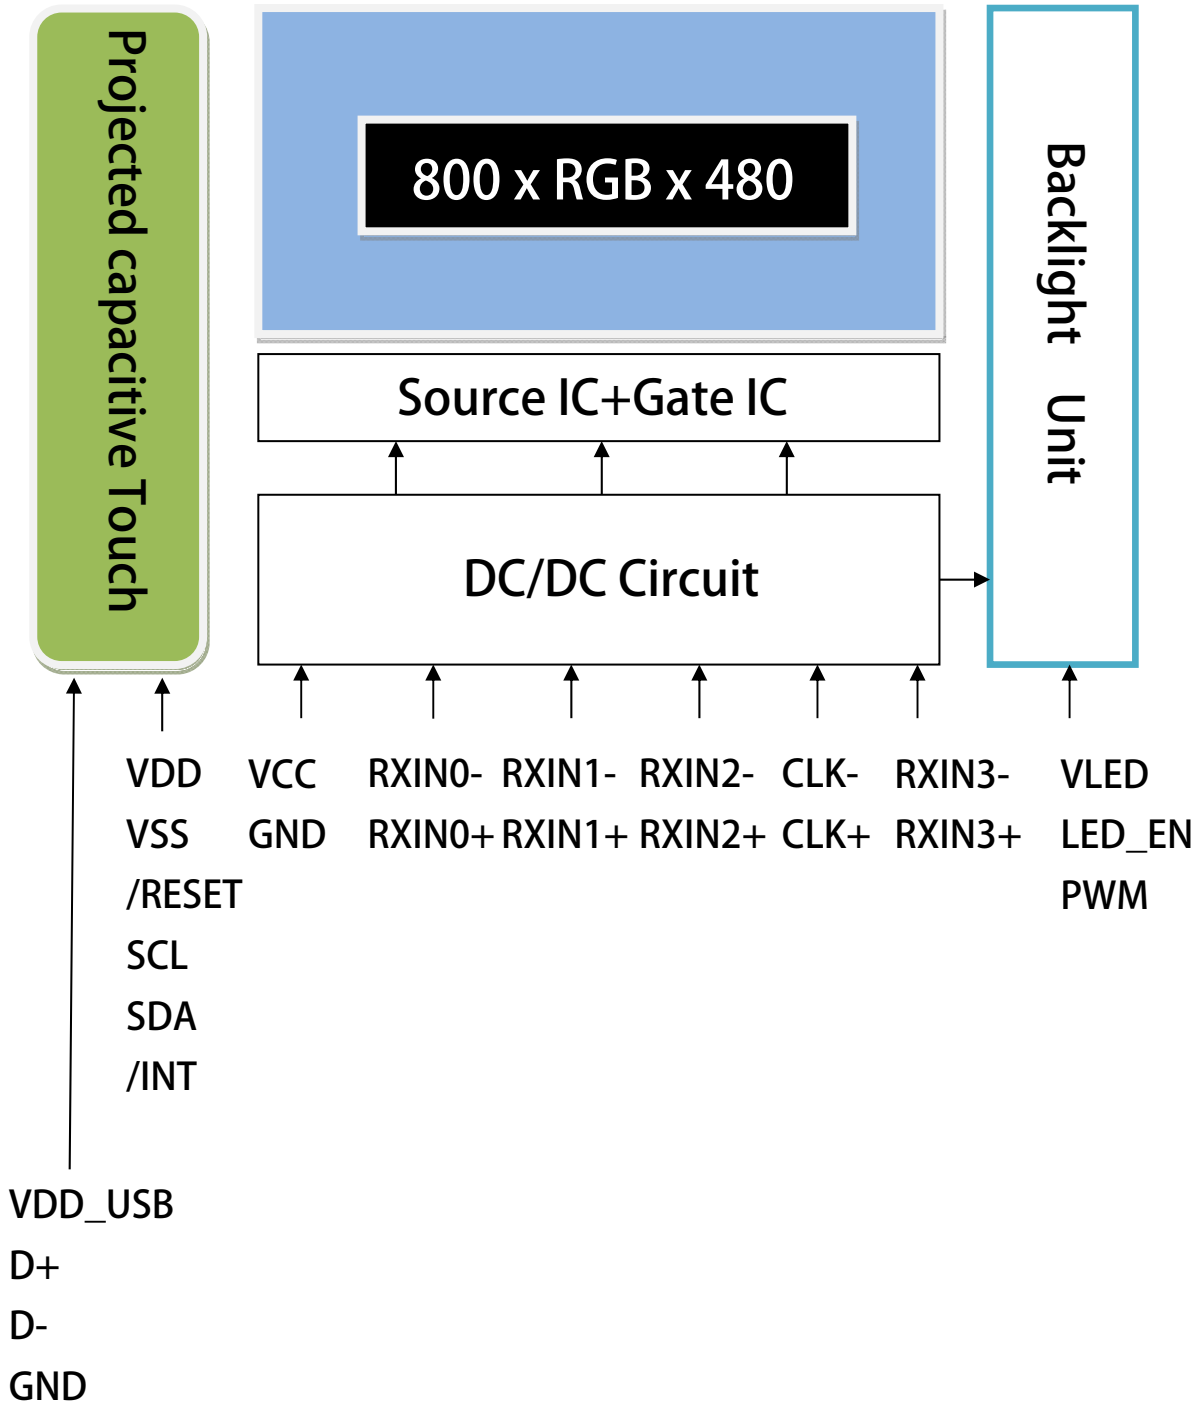 Projected capacitive Touch
800 x RGB x 480
Backlight Unit
Source IC+Gate IC
DC/DC Circuit
VDD
VSS
/RESET
SCL
SDA
/INT
VCC
GND
RXIN0-
RXIN0+
RXIN1-
RXIN1+
RXIN2-
RXIN2+
CLK-
CLK+
RXIN3-
RXIN3+
VLED
LED_EN
PWM
VDD_USB
D+
D-
GND